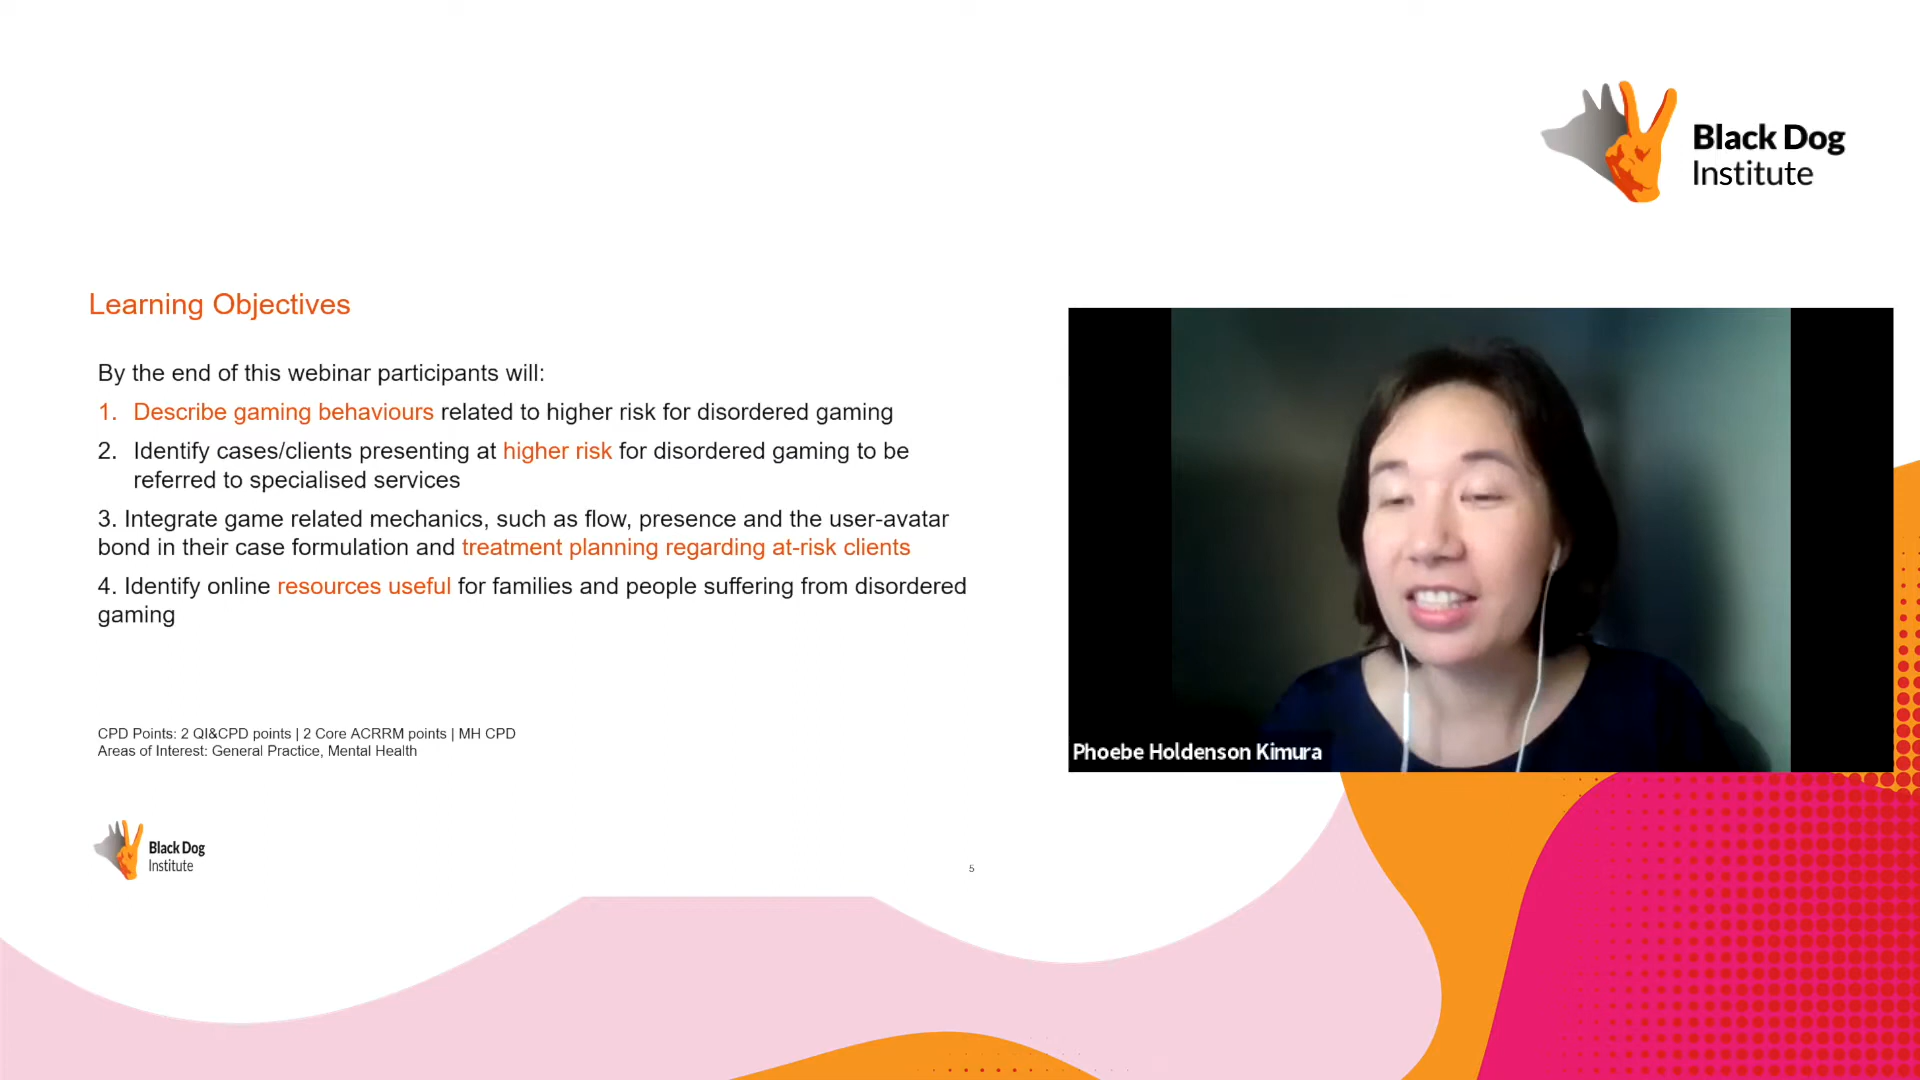 Black Dog
Institute
Learning Objectives
By the end of this webinar participants will:
1. Describe gaming behaviours related to higher risk for disordered gaming
2. Identify cases/clients presenting at higher risk for disordered gaming to be
referred to specialised services
3. Integrate game related mechanics, such as flow, presence and the user-avatar
bond in their case formulation and treatment planning regarding at-risk clients
4. Identify online resources useful for families and people suffering from disordered
gaming
Phoebe Holdenson Kimura
CPD Points: 2 QI&CPD points | 2 Core ACRRM points | MH CPD
Areas of Interest: General Practice, Mental Health
Black Dog
Institute
5